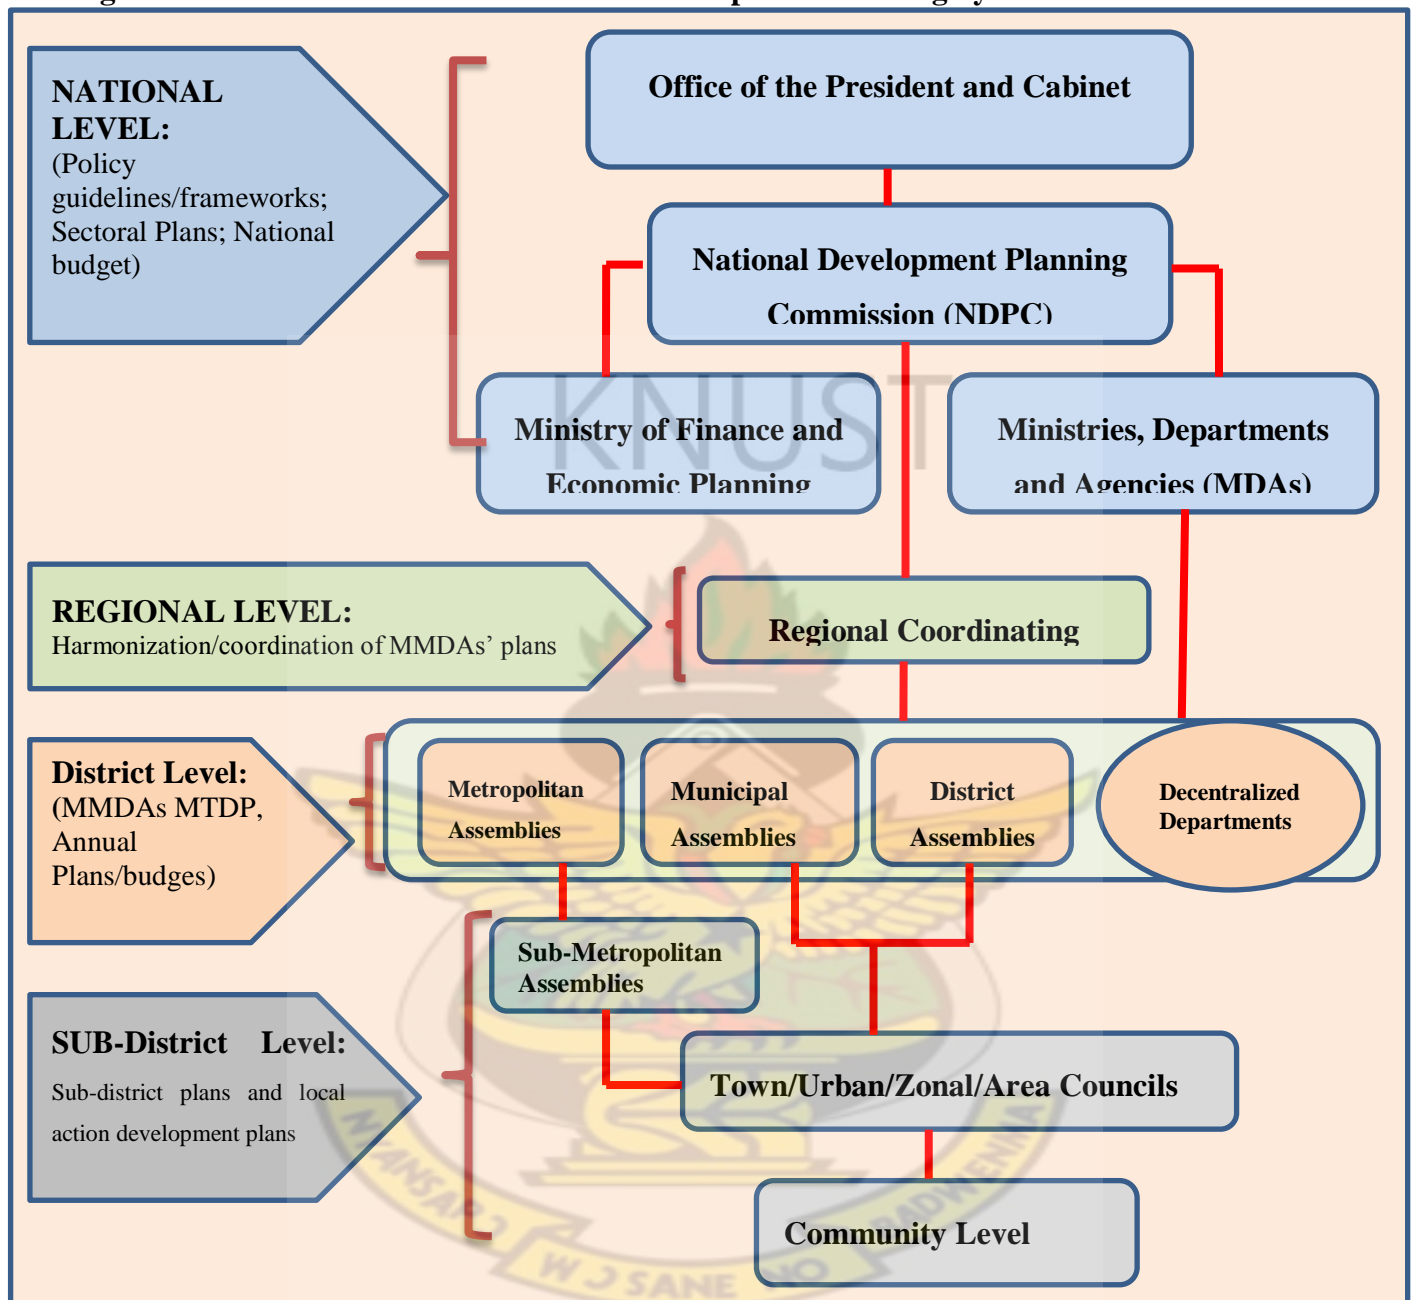 NATIONAL
LEVEL:
(Policy
guidelines/frameworks;
Sectoral Plans; National
budget)
Office of the President and Cabinet
National Development Planning
Commission (NDPC)
KNUST
Ministry of Finance and
Economic Planning
Ministries, Departments
and Agencies (MDAs)
REGIONAL LEVEL:
Harmonization/coordination of MMDAs’ plans
Regional Coordinating
District Level:
(MMDAs MTDP,
Annual
Plans/budges)
Metropolitan
Assemblies
Municipal
Assemblies
District
Assemblies
Decentralized
Departments
Sub-Metropolitan
Assemblies
SUB-District Level:
Sub-district plans and local
action development plans
Town/Urban/Zonal/Area Councils
Community Level
W Ɔ SANE NO
BADWENMA